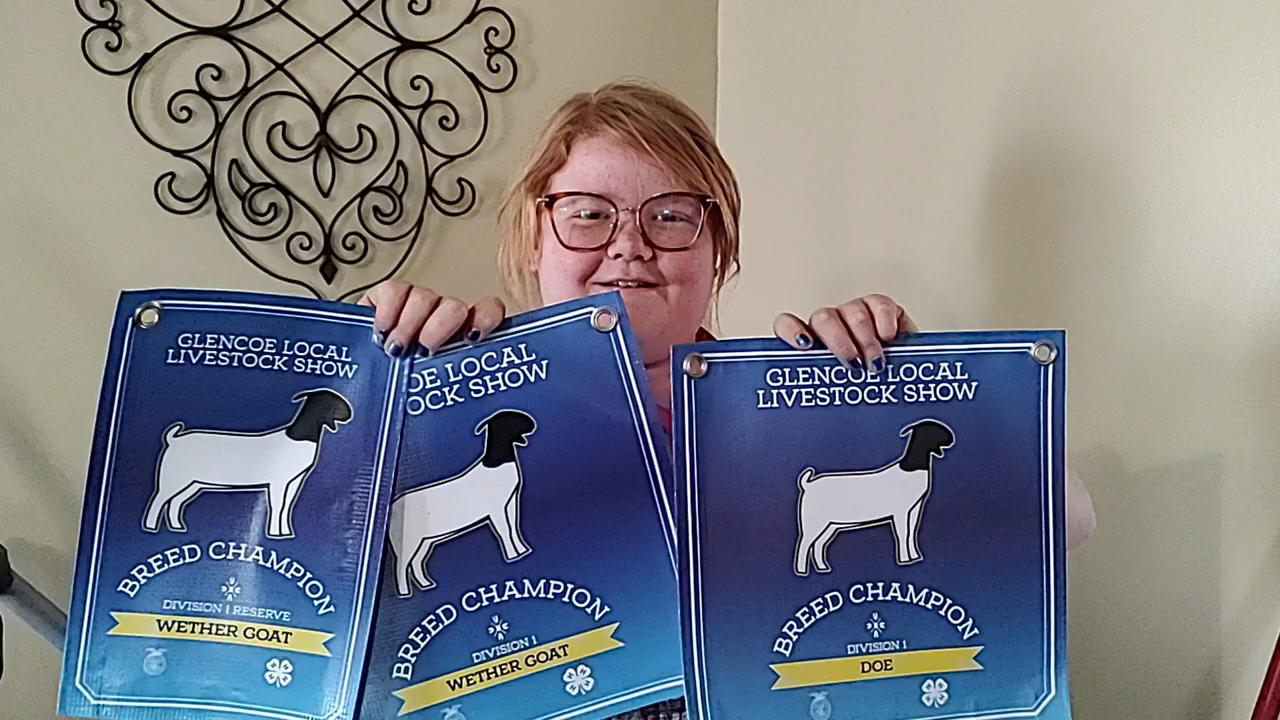 GLENCOE LOCAL
LIVESTOCK SHOW
BREED CHAMPION
DIVISION 1 RESERVE
WETHER GOAT
OE LOCAL
OCK SHOW
BREED CHAMPION
DIVISION 1
WETHER GOAT
GLENCOE LOCAL
LIVESTOCK SHOW
BREED CHAMPION
DIVISION 1
DOE